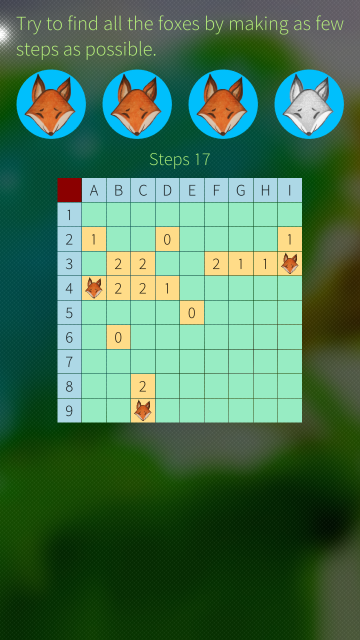 Try to find all the foxes by making as few
steps as possible.
Steps 17
A B C D E F G H I
1
2 1 0 1
3 2 2 2 1 1
4 2 2 1
5 0
6 0
7
8 2
9